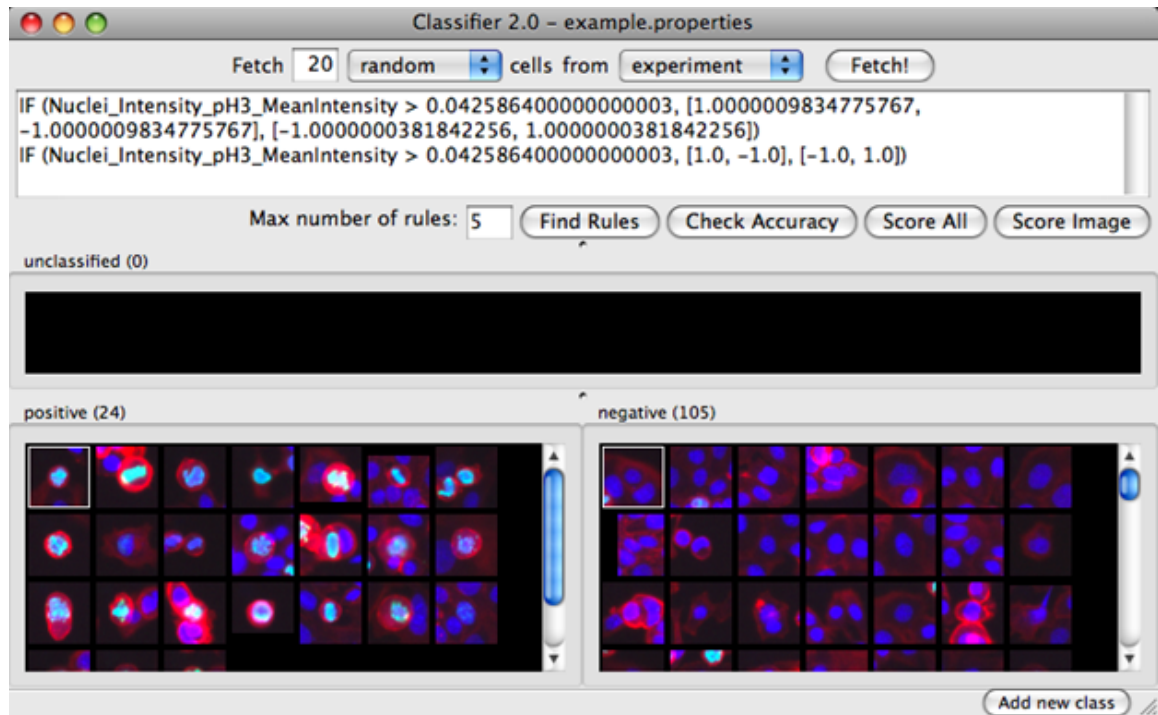 Classifier 2.0 – example.properties
Fetch 20 random cells from experiment Fetch!
IF (Nuclei_Intensity_pH3_MeanIntensity > 0.042586400000000003, [1.0000009834775767,
-1.0000009834775767], [-1.0000000381842256, 1.0000000381842256])
IF (Nuclei_Intensity_pH3_MeanIntensity > 0.042586400000000003, [1.0, -1.0], [-1.0, 1.0])
Max number of rules: 5 Find Rules Check Accuracy Score All Score Image
unclassified (0)
positive (24) negative (105)
Add new class